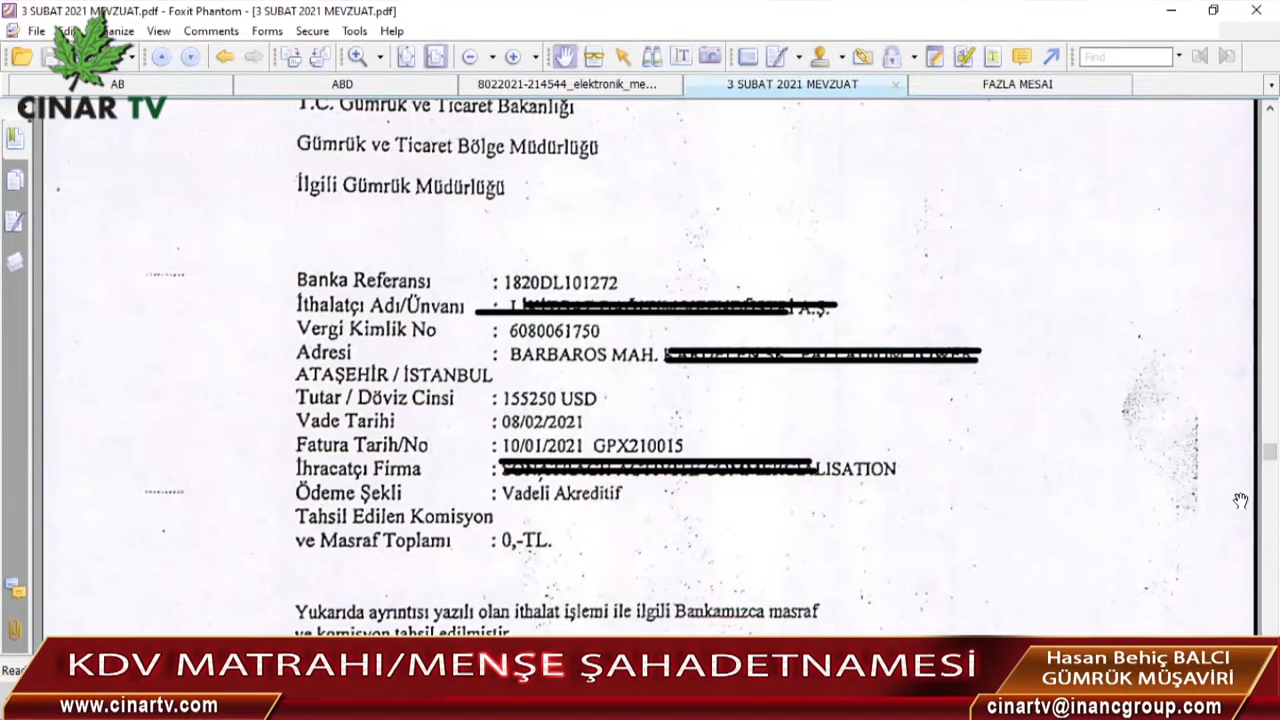 3 SUBAT 2021 MEVZUAT.pdf - Foxit Phantom - [3 SUBAT 2021 MEVZUAT.pdf]
File View Comments Forms Secure Tools Help
Find
AB ABD 8022021-214544_elektronik_me... 3 SUBAT 2021 MEVZUAT FAZLA MESAI
ÇINAR TV
T.C. Gümrük ve Ticaret Bakanlığı
Gümrük ve Ticaret Bölge Müdürlüğü
İlgili Gümrük Müdürlüğü
Banka Referansı : 1820DL101272
İthalatçı Adı/Ünvanı : A.Ş.
Vergi Kimlik No : 6080061750
Adresi : BARBAROS MAH.
ATAŞEHİR / İSTANBUL
Tutar / Döviz Cinsi : 155250 USD
Vade Tarihi : 08/02/2021
Fatura Tarih/No : 10/01/2021 GPX210015
İhracatçı Firma : LISATION
Ödeme Şekli : Vadeli Akreditif
Tahsil Edilen Komisyon
ve Masraf Toplamı : 0,-TL.
Yukarıda ayrıntısı yazılı olan ithalat işlemi ile ilgili Bankamızca masraf
ve komisyon tahsil edilmiştir
KDV MATRAHI/MENŞE ŞAHADETNAMESİ
Hasan Behiç BALCI
GÜMRÜK MÜŞAVİRİ
www.cinartv.com
cinartv@inancgroup.com